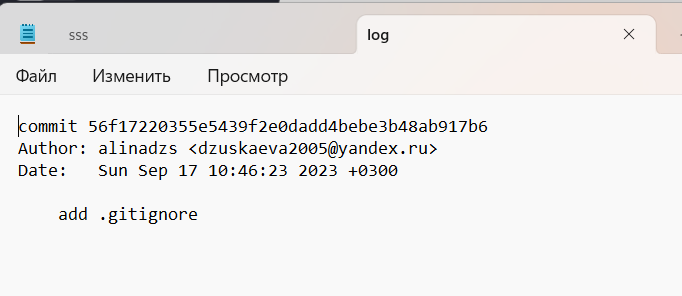 sss
log
Файл
Изменить
Просмотр
commit 56f17220355e5439f2e0dadd4bebe3b48ab917b6
Author: alinadzs <dzuskaeva2005@yandex.ru>
Date:   Sun Sep 17 10:46:23 2023 +0300
    add .gitignore